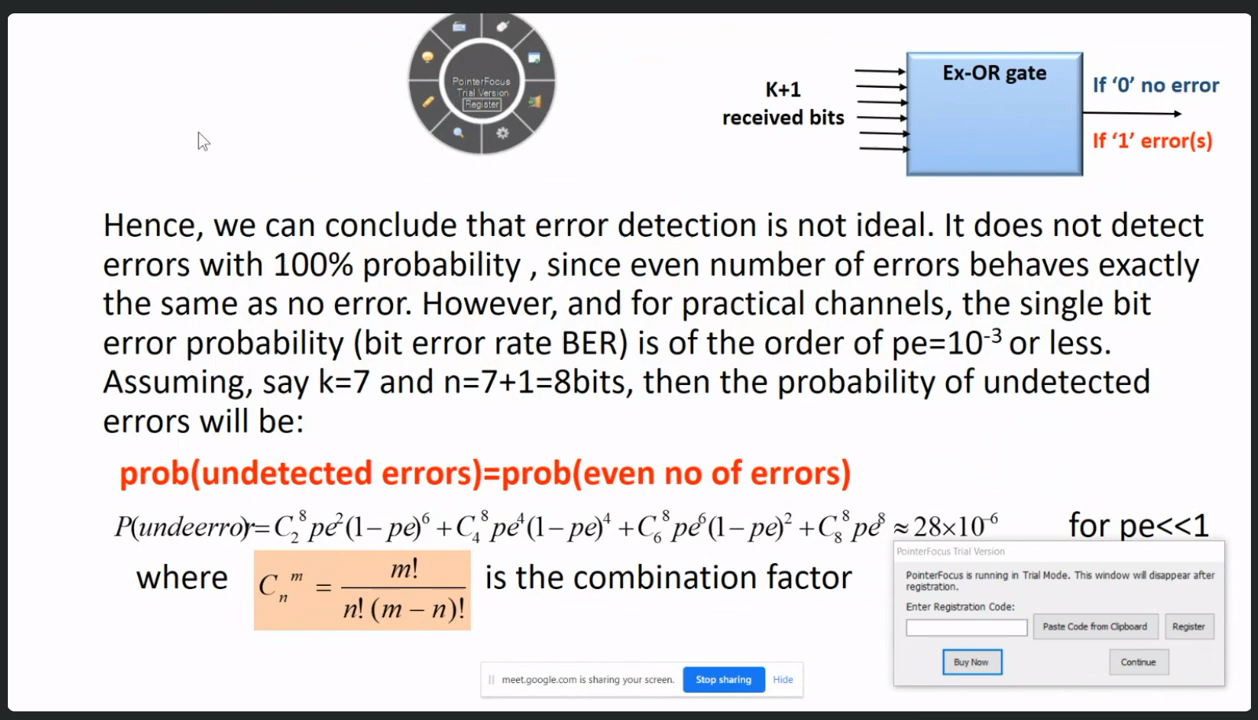 PointerFocus
Trial Version
Register
K+1
received bits
Ex-OR gate
If ‘0’ no error
If ‘1’ error(s)
Hence, we can conclude that error detection is not ideal. It does not detect
errors with 100% probability , since even number of errors behaves exactly
the same as no error. However, and for practical channels, the single bit
error probability (bit error rate BER) is of the order of pe=10⁻³ or less.
Assuming, say k=7 and n=7+1=8bits, then the probability of undetected
errors will be:
prob(undetected errors)=prob(even no of errors)
P(undeerror)=C₂⁸pe²(1−pe)⁶+C₄⁸pe⁴(1−pe)⁴+C₆⁸pe⁶(1−pe)²+C₈⁸pe⁸≈28×10⁻⁶ for pe<<1
where Cₙᵐ = m! / n!(m−n)! is the combination factor
PointerFocus Trial Version
PointerFocus is running in Trial Mode. This window will disappear after
registration.
Enter Registration Code:
Paste Code from Clipboard Register
Buy Now Continue
meet.google.com is sharing your screen. Stop sharing Hide